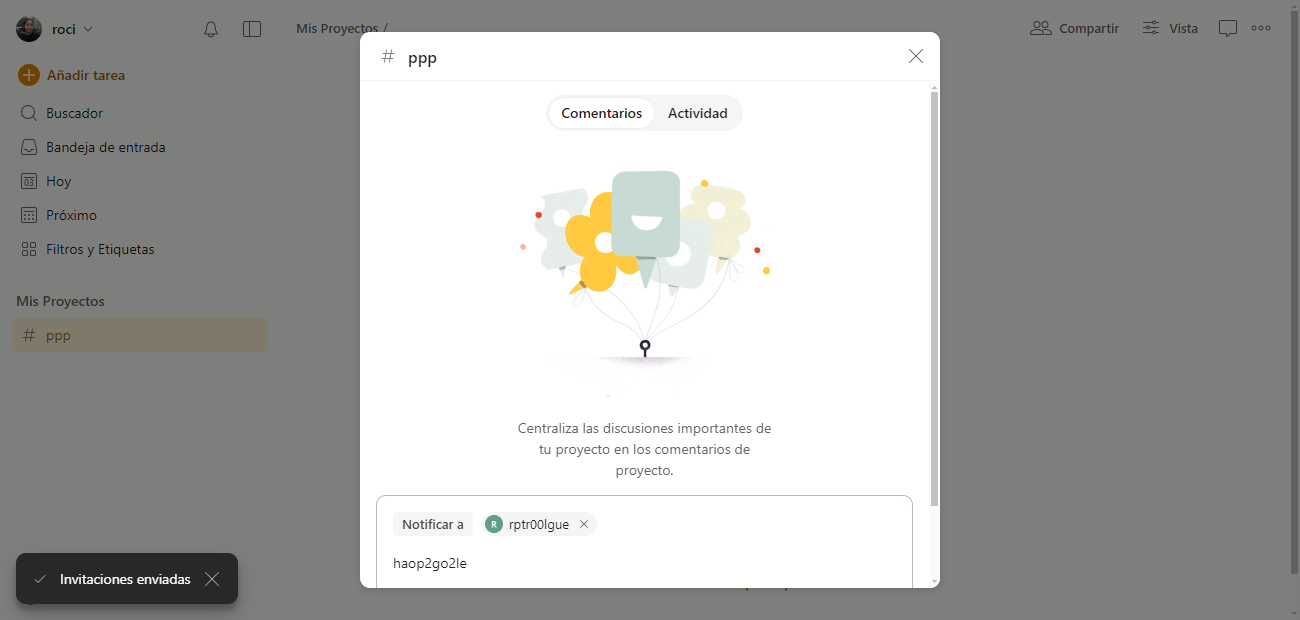 roci
Añadir tarea
Buscador
Bandeja de entrada
03 Hoy
Próximo
Filtros y Etiquetas
Mis Proyectos
# ppp
Invitaciones enviadas
Mis Proyectos /
Compartir
Vista
# ppp
Comentarios Actividad
Centraliza las discusiones importantes de
tu proyecto en los comentarios de
proyecto.
Notificar a R rptr00lgue
haop2go2le